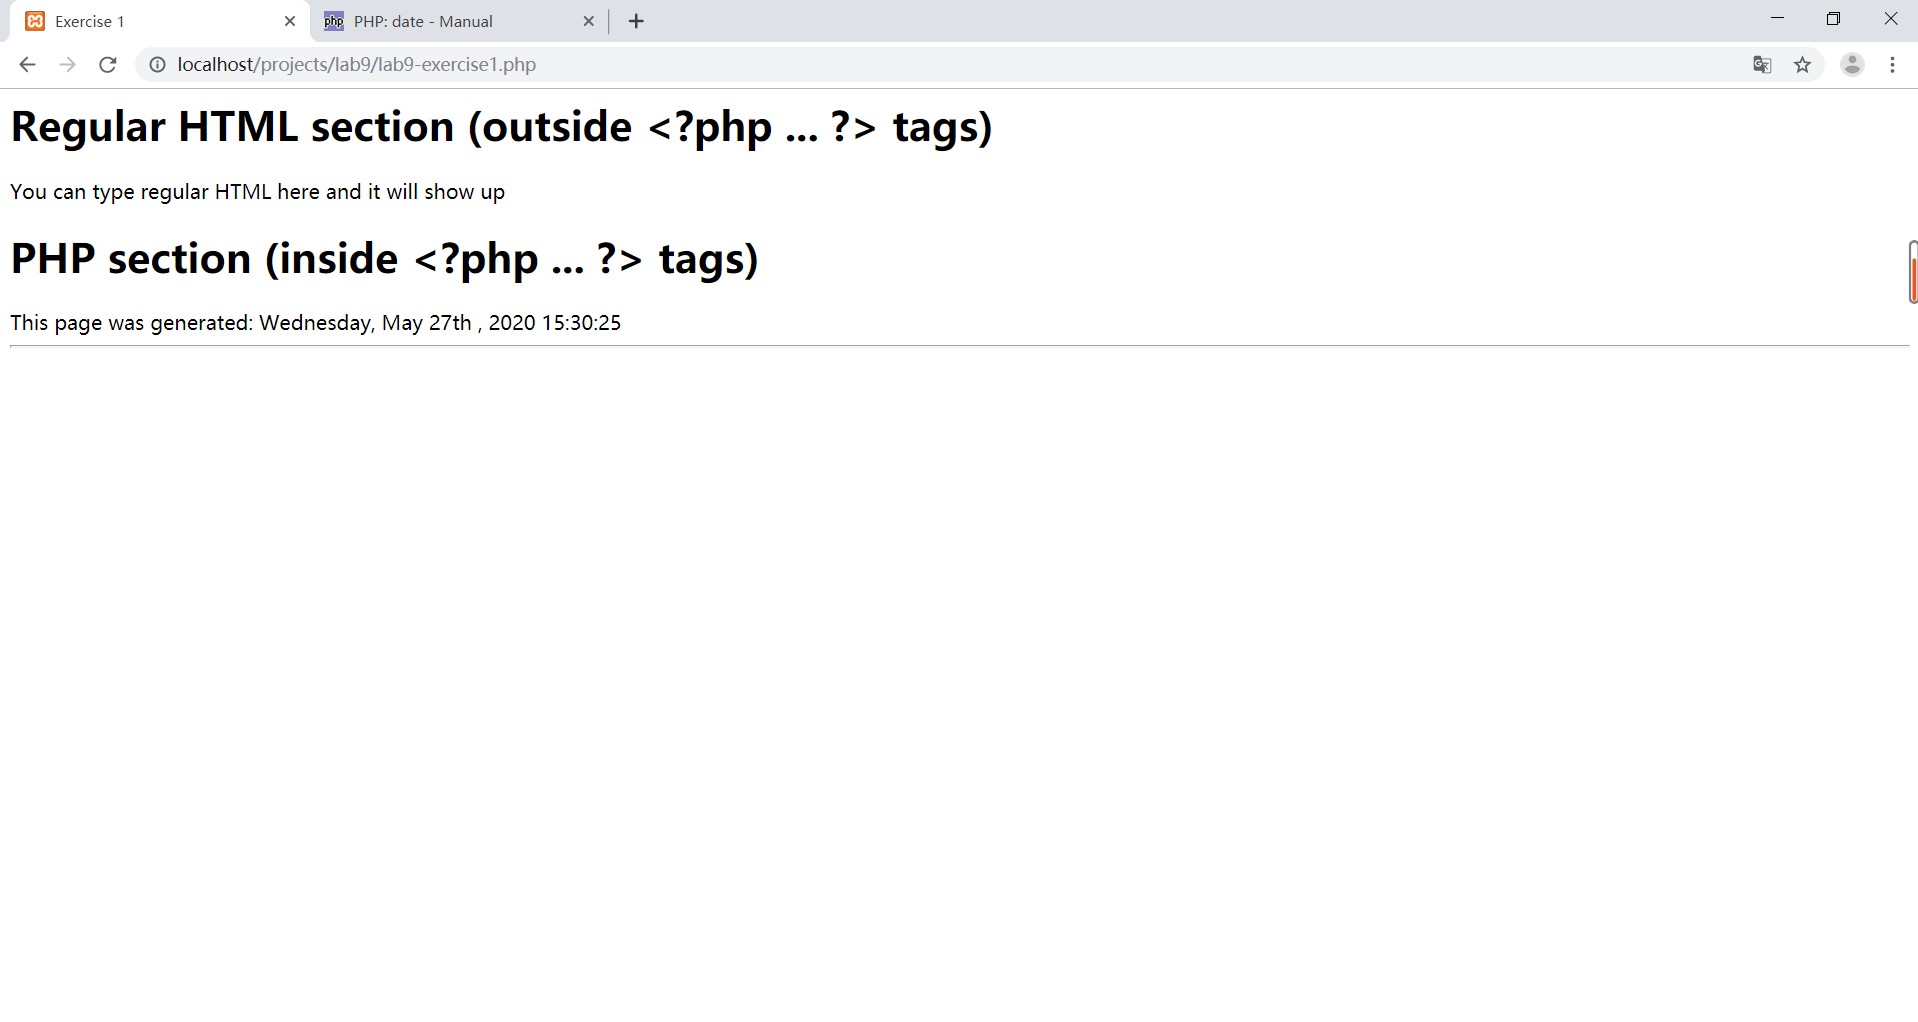 Exercise 1
php PHP: date - Manual
localhost/projects/lab9/lab9-exercise1.php
Regular HTML section (outside <?php ... ?> tags)
You can type regular HTML here and it will show up
PHP section (inside <?php ... ?> tags)
This page was generated: Wednesday, May 27th , 2020 15:30:25